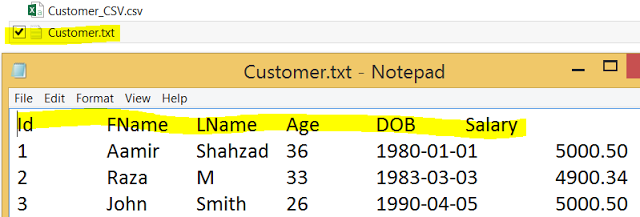 Customer_CSV.csv
Customer.txt
Customer.txt - Notepad
File Edit Format View Help
Id FName LName Age DOB Salary
1 Aamir Shahzad 36 1980-01-01 5000.50
2 Raza M 33 1983-03-03 4900.34
3 John Smith 26 1990-04-05 5000.50